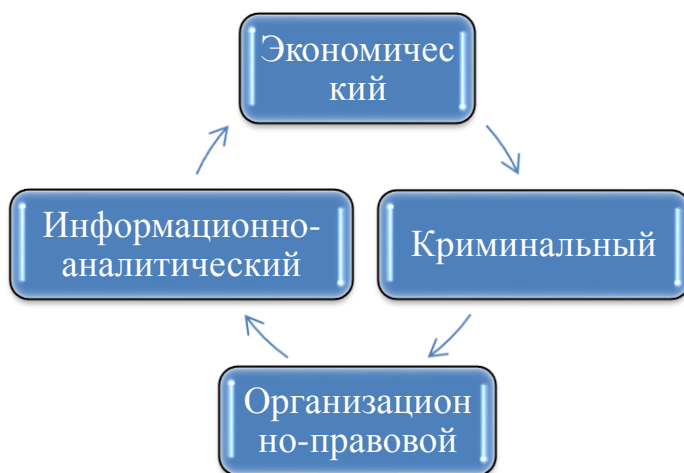 Экономичес
кий
Информационно-
аналитический
Криминальный
Организацион
но-правовой